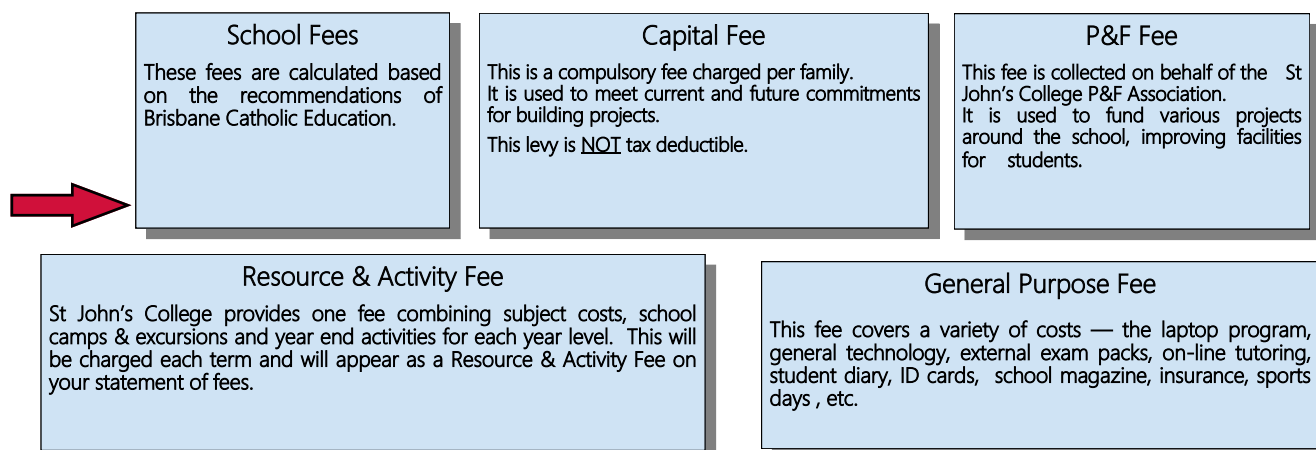 School Fees
These fees are calculated based
on the recommendations of
Brisbane Catholic Education.
Capital Fee
This is a compulsory fee charged per family.
It is used to meet current and future commitments
for building projects.
This levy is NOT tax deductible.
P&F Fee
This fee is collected on behalf of the St
John's College P&F Association.
It is used to fund various projects
around the school, improving facilities
for students.
Resource & Activity Fee
St John's College provides one fee combining subject costs, school
camps & excursions and year end activities for each year level. This will
be charged each term and will appear as a Resource & Activity Fee on
your statement of fees.
General Purpose Fee
This fee covers a variety of costs — the laptop program,
general technology, external exam packs, on-line tutoring,
student diary, ID cards, school magazine, insurance, sports
days , etc.